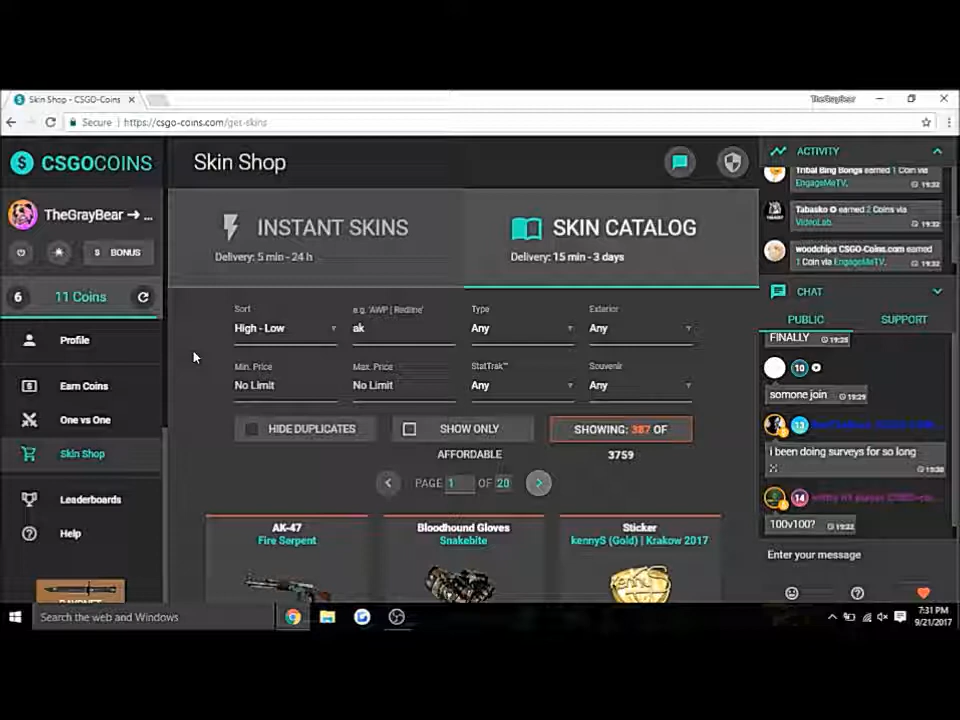 Skin Shop - CSGO-Coins
TheGrayBear
Secure | https://csgo-coins.com/get-skins
CSGOCOINS
Skin Shop
ACTIVITY
TheGrayBear → ...
BONUS
6
11 Coins
Profile
Earn Coins
One vs One
Skin Shop
Leaderboards
Help
INSTANT SKINS
Delivery: 5 min - 24 h
SKIN CATALOG
Delivery: 15 min - 3 days
Sort
High - Low
e.g. 'AWP | Redline'
ak
Type
Any
Exterior
Any
Min. Price
No Limit
Max. Price
No Limit
StatTrak™
Any
Souvenir
Any
HIDE DUPLICATES
SHOW ONLY
AFFORDABLE
SHOWING: 387 OF
3759
PAGE 1 OF 20
AK-47
Fire Serpent
Bloodhound Gloves
Snakebite
Sticker
kennyS (Gold) | Krakow 2017
Tribal Bing Bongs earned 1 Coin via
EngageMeTV.
19:32
Tabasko earned 2 Coins via
VideoLab.
19:32
woodchips CSGO-Coins.com earned
1 Coin via EngageMeTV.
19:32
CHAT
PUBLIC
SUPPORT
FINALLY
10
somone join
19:29
13
i been doing surveys for so long
14
100v100?
Enter your message
Search the web and Windows
7:31 PM
9/21/2017